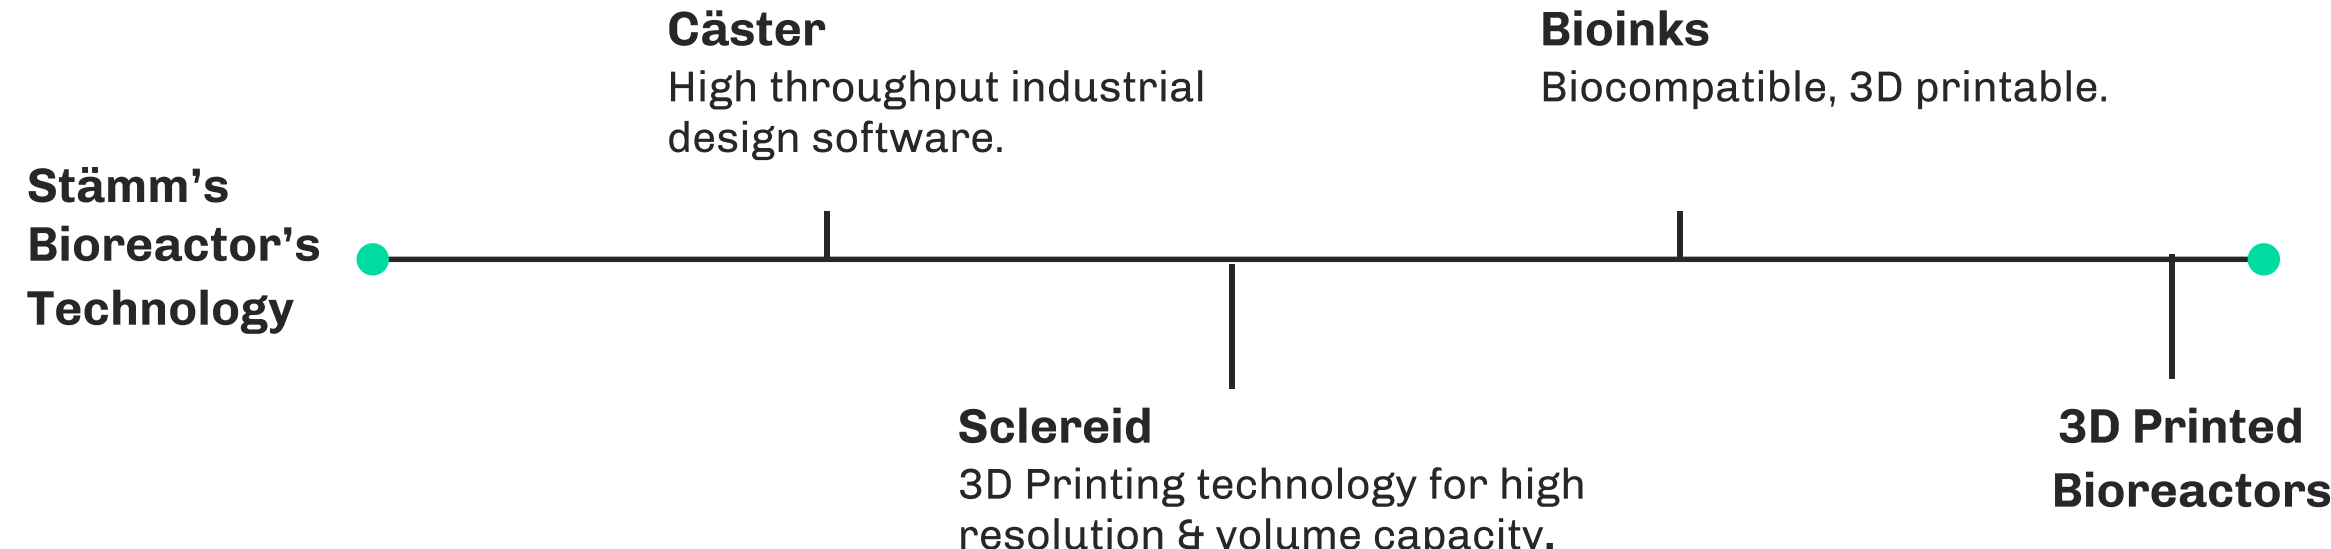 Cäster
High throughput industrial
design software.
Bioinks
Biocompatible, 3D printable.
Stämm’s
Bioreactor’s
Technology
Sclereid
3D Printing technology for high
resolution & volume capacity.
3D Printed
Bioreactors